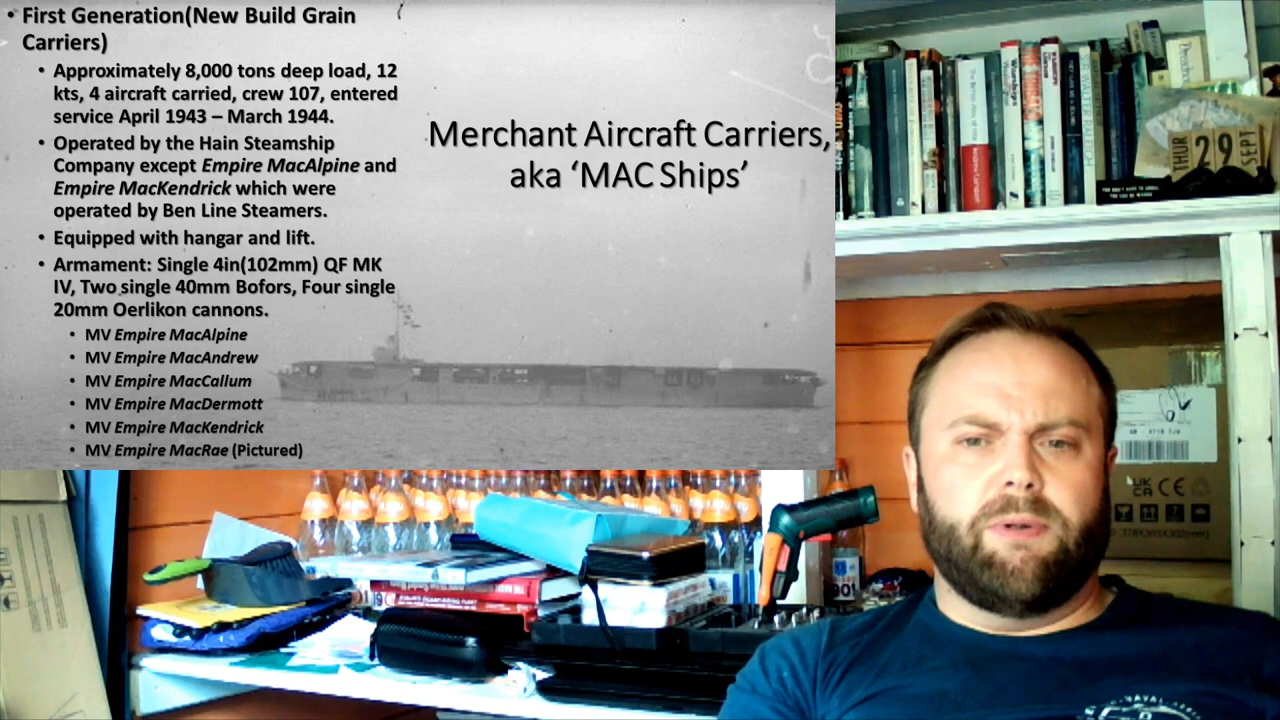 • First Generation(New Build Grain
Carriers)
• Approximately 8,000 tons deep load, 12
kts, 4 aircraft carried, crew 107, entered
service April 1943 – March 1944.
• Operated by the Hain Steamship
Company except Empire MacAlpine and
Empire MacKendrick which were
operated by Ben Line Steamers.
• Equipped with hangar and lift.
• Armament: Single 4in(102mm) QF MK
IV, Two single 40mm Bofors, Four single
20mm Oerlikon cannons.
• MV Empire MacAlpine
• MV Empire MacAndrew
• MV Empire MacCallum
• MV Empire MacDermott
• MV Empire MacKendrick
• MV Empire MacRae (Pictured)
Merchant Aircraft Carriers,
aka ‘MAC Ships’
THUR
29
SEPT
UK
CA CE
NAVAL